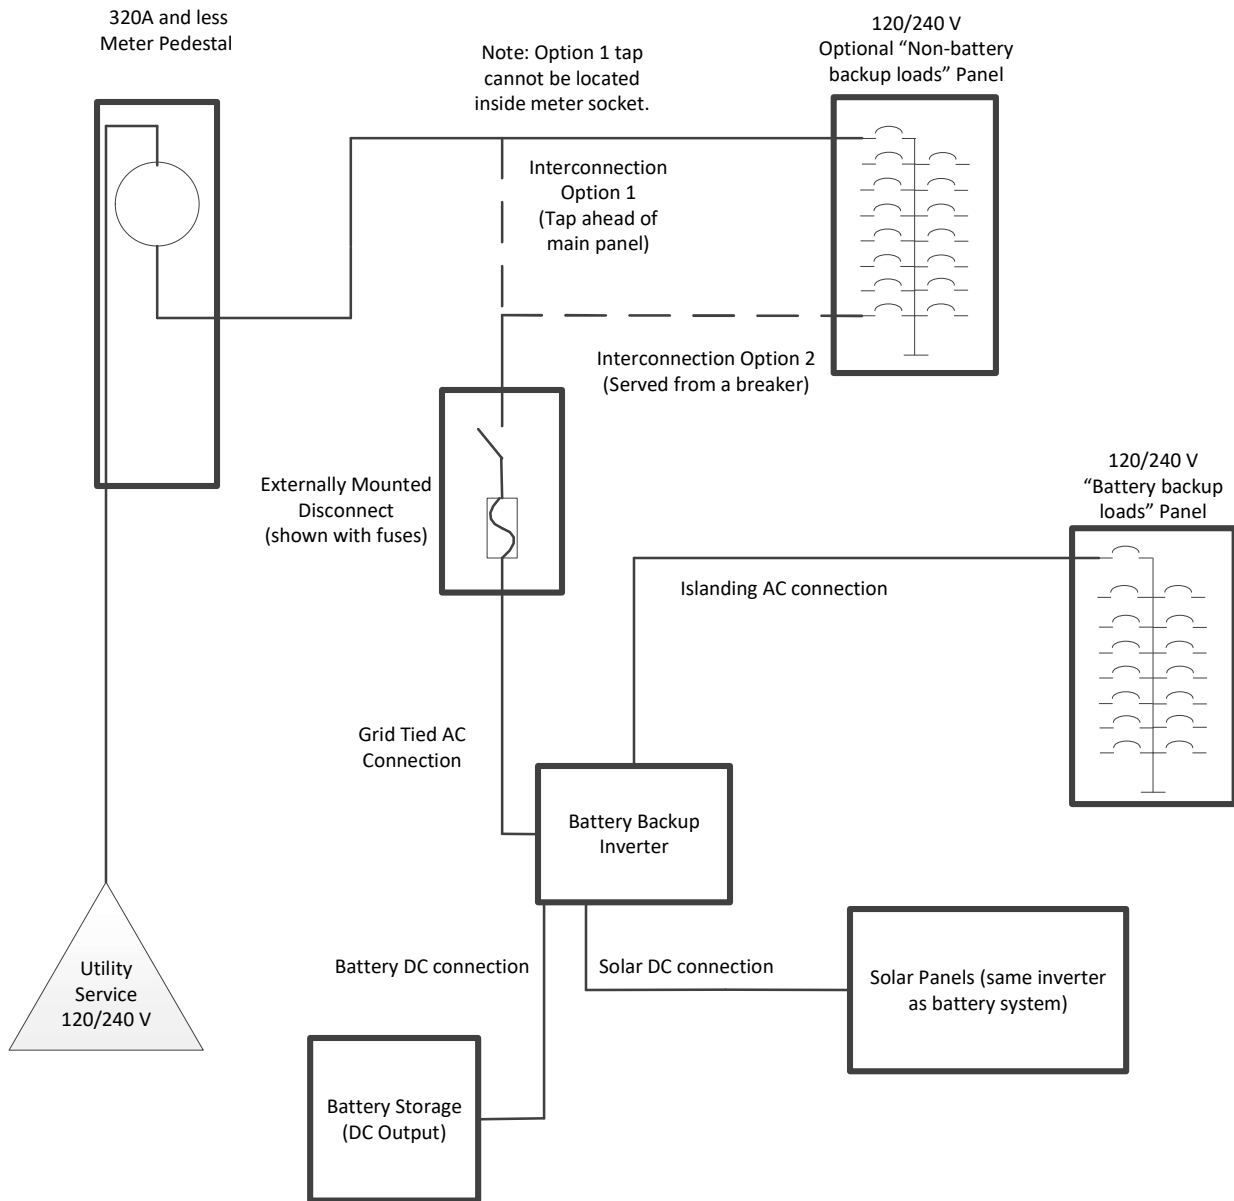 320A and less
Meter Pedestal
Note: Option 1 tap
cannot be located
inside meter socket.
120/240 V
Optional “Non-battery
backup loads” Panel
Interconnection
Option 1
(Tap ahead of
main panel)
Interconnection Option 2
(Served from a breaker)
Externally Mounted
Disconnect
(shown with fuses)
120/240 V
“Battery backup
loads” Panel
Islanding AC connection
Grid Tied AC
Connection
Battery Backup
Inverter
Battery DC connection
Solar DC connection
Solar Panels (same inverter
as battery system)
Utility
Service
120/240 V
Battery Storage
(DC Output)